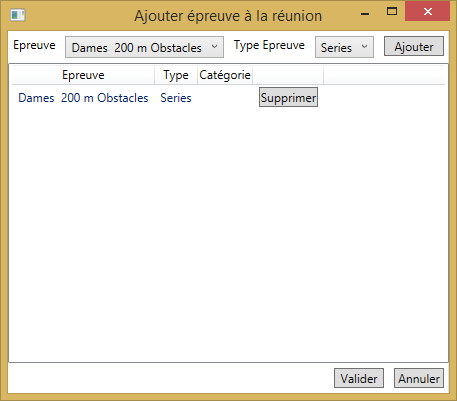 Ajouter épreuve à la réunion
Epreuve Dames 200 m Obstacles Type Epreuve Series Ajouter
Epreuve Type Catégorie
Dames 200 m Obstacles Series Supprimer
Valider Annuler